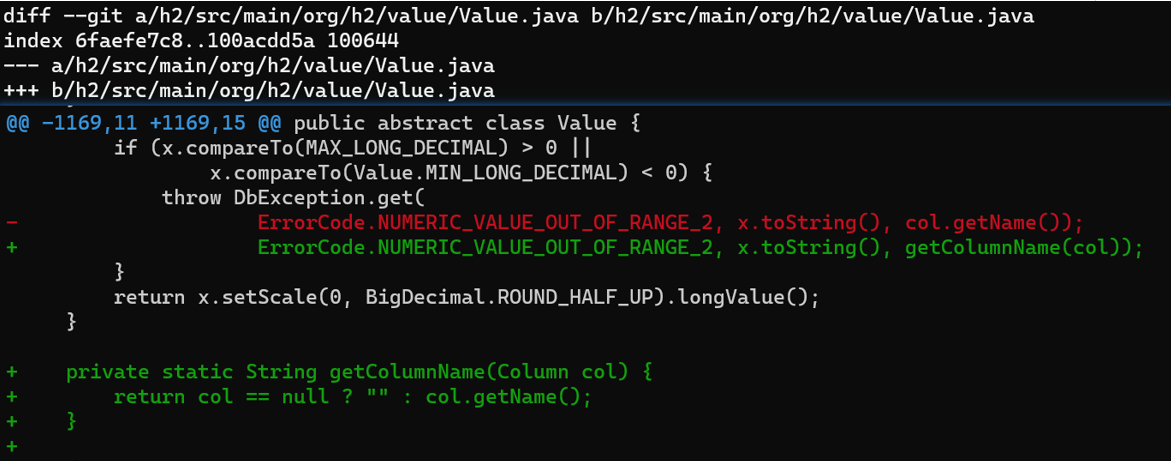 diff --git a/h2/src/main/org/h2/value/Value.java b/h2/src/main/org/h2/value/Value.java
index 6faefe7c8..100acdd5a 100644
--- a/h2/src/main/org/h2/value/Value.java
+++ b/h2/src/main/org/h2/value/Value.java
@@ -1169,11 +1169,15 @@ public abstract class Value {
         if (x.compareTo(MAX_LONG_DECIMAL) > 0 ||
                 x.compareTo(Value.MIN_LONG_DECIMAL) < 0) {
             throw DbException.get(
-                    ErrorCode.NUMERIC_VALUE_OUT_OF_RANGE_2, x.toString(), col.getName());
+                    ErrorCode.NUMERIC_VALUE_OUT_OF_RANGE_2, x.toString(), getColumnName(col));
         }
         return x.setScale(0, BigDecimal.ROUND_HALF_UP).longValue();
     }
+    private static String getColumnName(Column col) {
+        return col == null ? "" : col.getName();
+    }
+